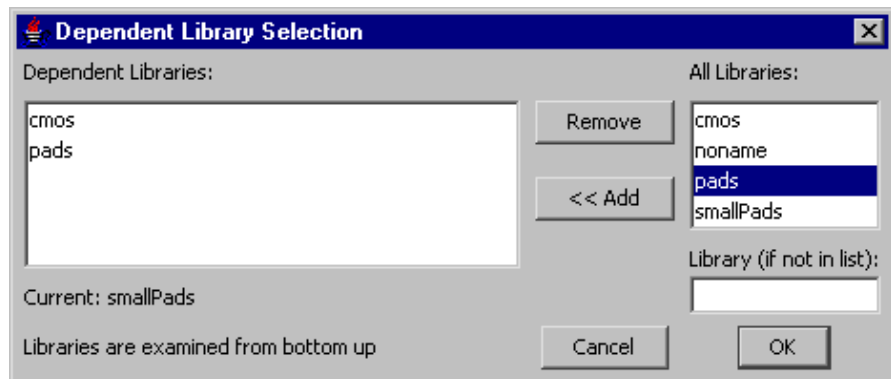 Dependent Library Selection
Dependent Libraries:
cmos
pads
Remove
<< Add
All Libraries:
cmos
noname
pads
smallPads
Library (if not in list):
Current: smallPads
Libraries are examined from bottom up
Cancel
OK